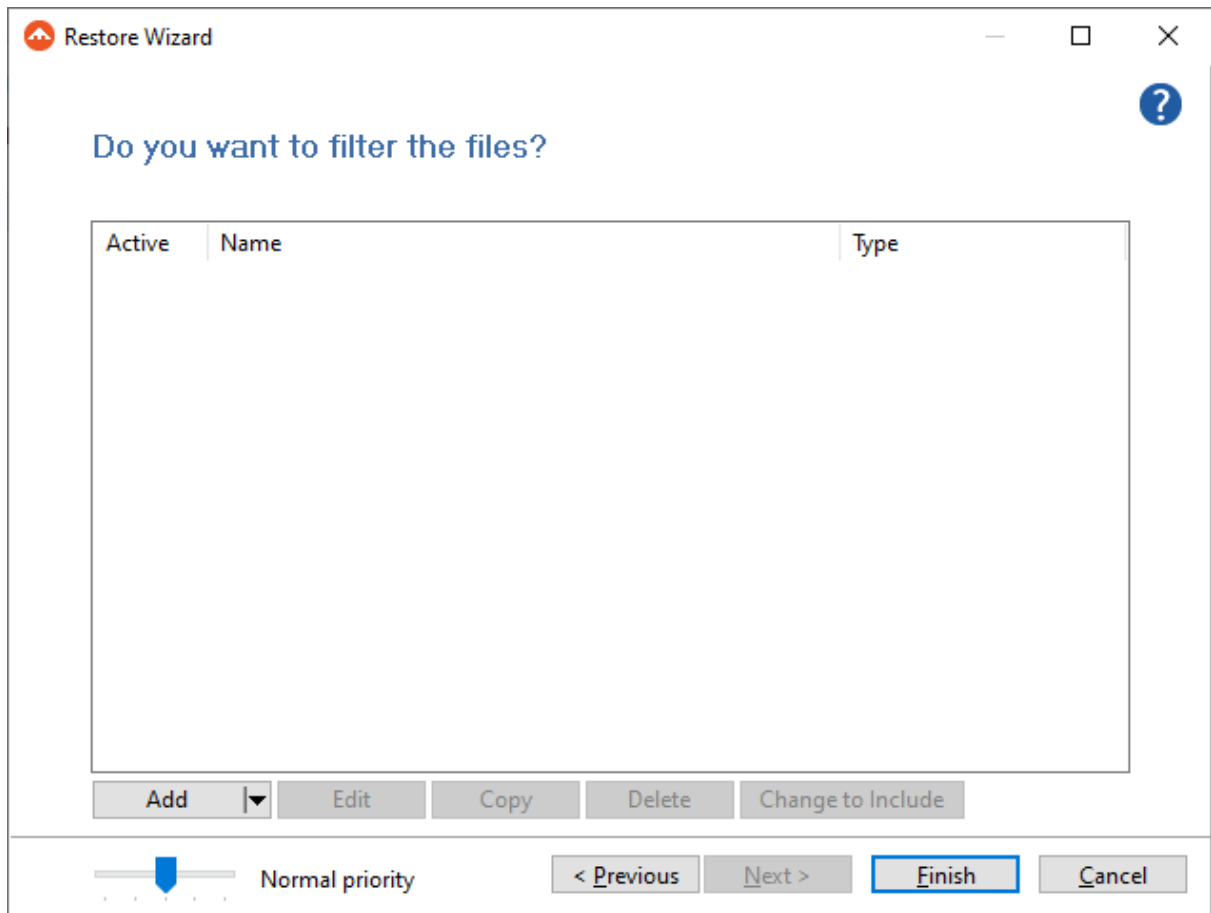 Restore Wizard
?
Do you want to filter the files?
Active Name Type
Add Edit Copy Delete Change to Include
Normal priority < Previous Next > Finish Cancel